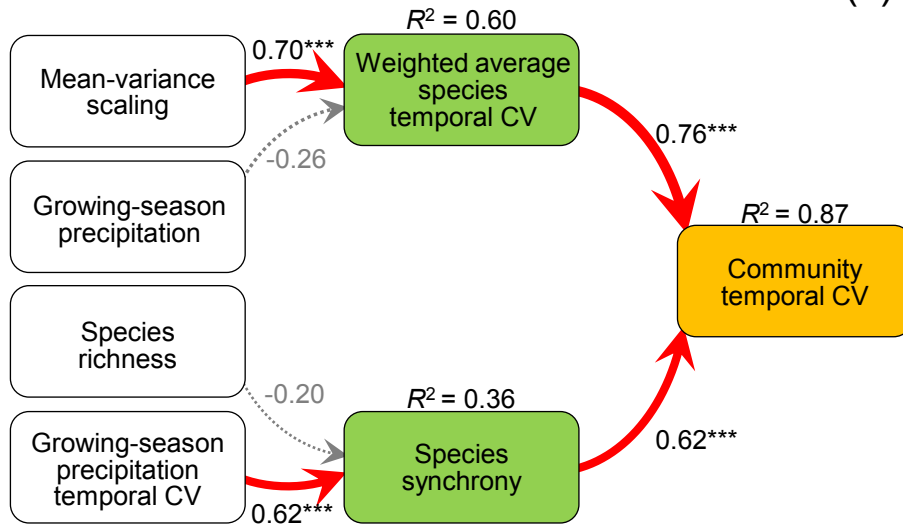 R² = 0.60
0.70***
Mean-variance
scaling
Weighted average
species
temporal CV
-0.26
0.76***
Growing-season
precipitation
R² = 0.87
Community
temporal CV
Species
richness
-0.20
R² = 0.36
Growing-season
precipitation
temporal CV
Species
synchrony
0.62***
0.62***